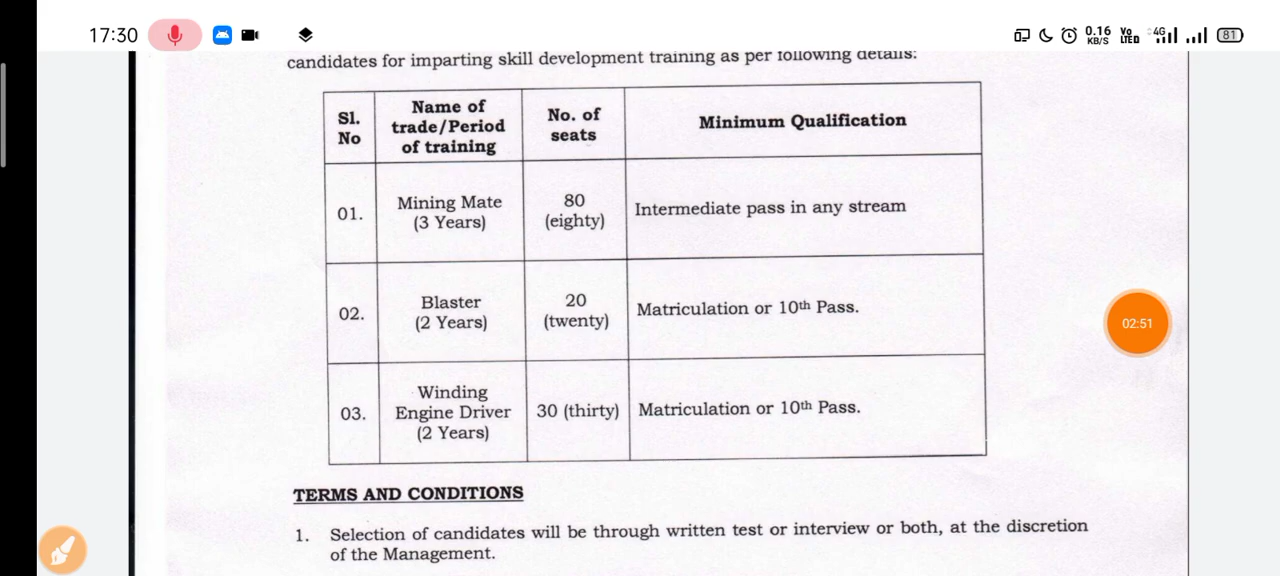 17:30
0.16
KB/S
Vo
LTE
4G
81
candidates for imparting skill development training as per following details:
Sl. No
Name of trade/Period of training
No. of seats
Minimum Qualification
01.
Mining Mate
(3 Years)
80
(eighty)
Intermediate pass in any stream
02.
Blaster
(2 Years)
20
(twenty)
Matriculation or 10th Pass.
03.
Winding
Engine Driver
(2 Years)
30 (thirty)
Matriculation or 10th Pass.
02:51
TERMS AND CONDITIONS
1. Selection of candidates will be through written test or interview or both, at the discretion
of the Management.